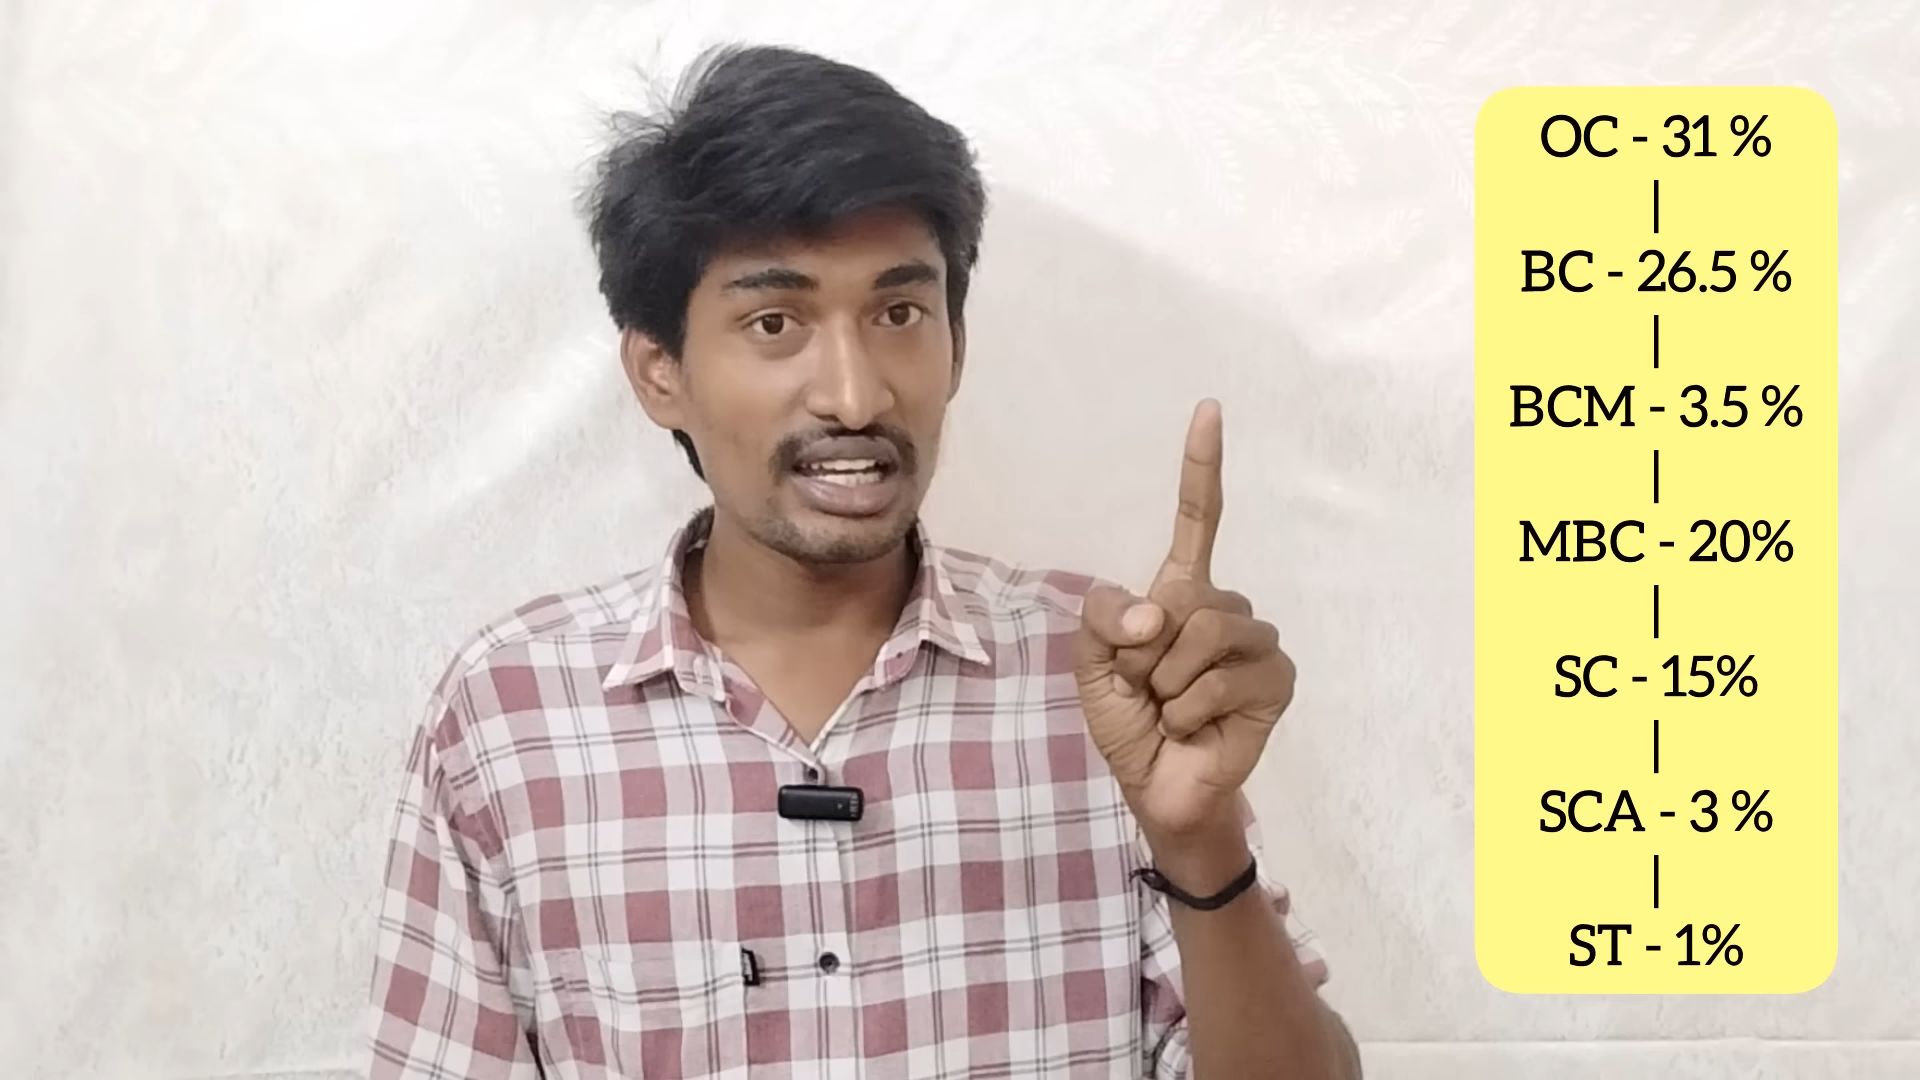 OC - 31 %
BC - 26.5 %
BCM - 3.5 %
MBC - 20%
SC - 15%
SCA - 3 %
ST - 1%